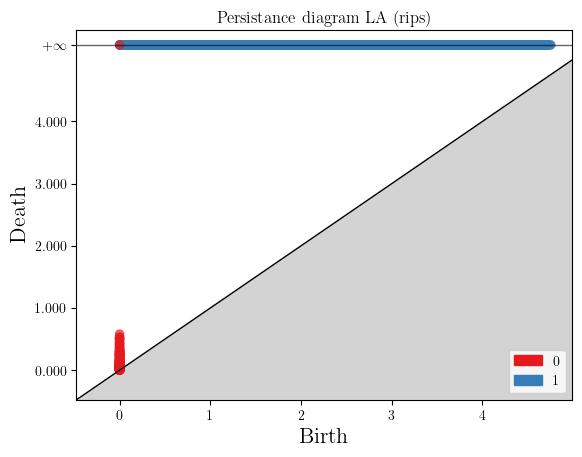 Persistance diagram LA (rips)
+∞
4.000
3.000
2.000
1.000
0.000
Death
0 1 2 3 4
Birth
0
1